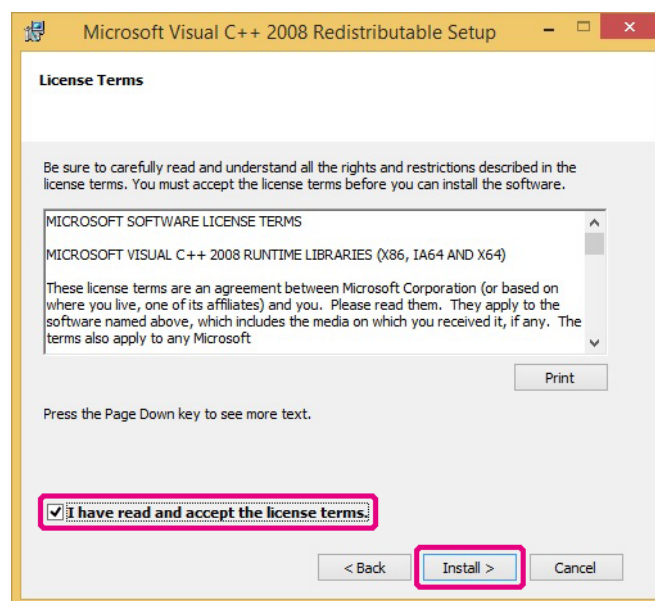 Microsoft Visual C++ 2008 Redistributable Setup
License Terms
Be sure to carefully read and understand all the rights and restrictions described in the
license terms. You must accept the license terms before you can install the software.
MICROSOFT SOFTWARE LICENSE TERMS
MICROSOFT VISUAL C++ 2008 RUNTIME LIBRARIES (X86, IA64 AND X64)
These license terms are an agreement between Microsoft Corporation (or based on
where you live, one of its affiliates) and you.  Please read them.  They apply to the
software named above, which includes the media on which you received it, if any.  The
terms also apply to any Microsoft
Print
Press the Page Down key to see more text.
I have read and accept the license terms.
< Back Install > Cancel